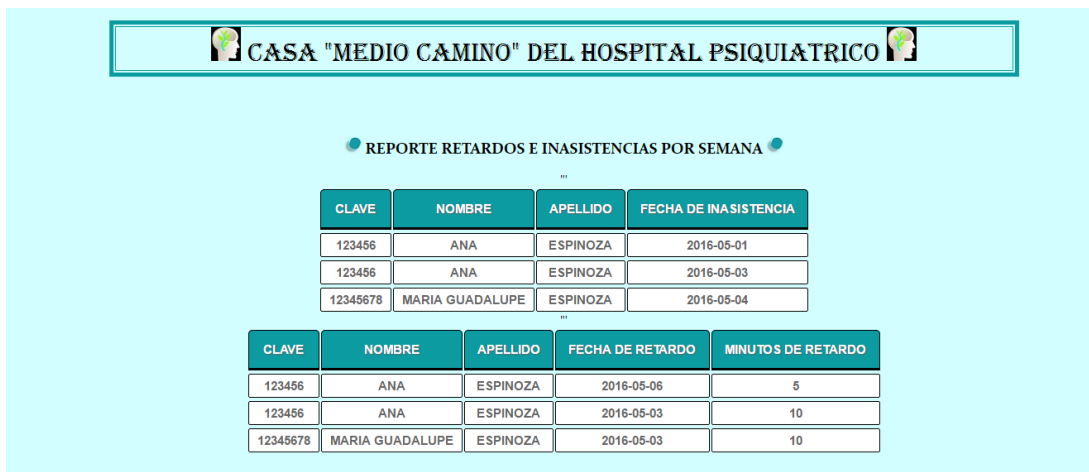 CASA "MEDIO CAMINO" DEL HOSPITAL PSIQUIATRICO
REPORTE RETARDOS E INASISTENCIAS POR SEMANA
'''
CLAVE NOMBRE APELLIDO FECHA DE INASISTENCIA
123456 ANA ESPINOZA 2016-05-01
123456 ANA ESPINOZA 2016-05-03
12345678 MARIA GUADALUPE ESPINOZA 2016-05-04
'''
CLAVE NOMBRE APELLIDO FECHA DE RETARDO MINUTOS DE RETARDO
123456 ANA ESPINOZA 2016-05-06 5
123456 ANA ESPINOZA 2016-05-03 10
12345678 MARIA GUADALUPE ESPINOZA 2016-05-03 10